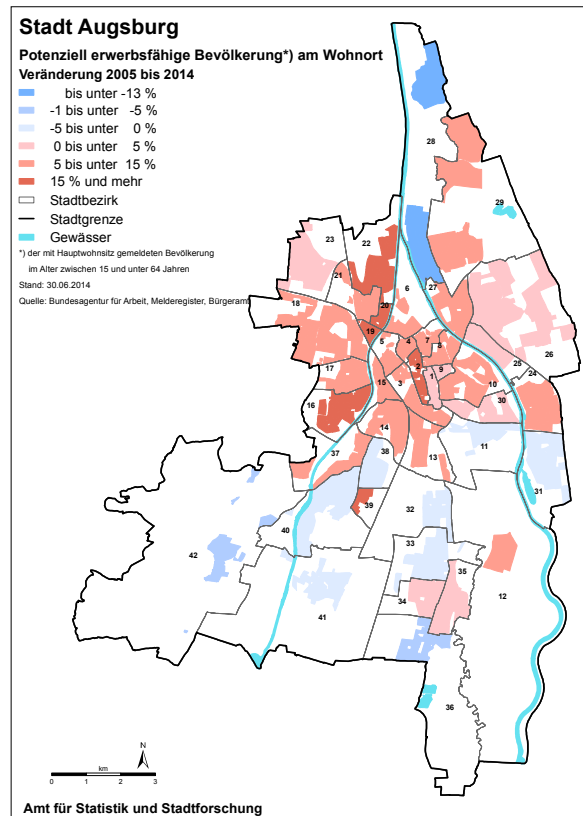 Stadt Augsburg
Potenziell erwerbsfähige Bevölkerung*) am Wohnort
Veränderung 2005 bis 2014
bis unter -13 %
-1 bis unter -5 %
-5 bis unter 0 %
0 bis unter 5 %
5 bis unter 15 %
15 % und mehr
Stadtbezirk
Stadtgrenze
Gewässer
*) der mit Hauptwohnsitz gemeldeten Bevölkerung
im Alter zwischen 15 und unter 64 Jahren
Stand: 30.06.2014
Quelle: Bundesagentur für Arbeit, Melderegister, Bürgeramt
28
29
23
22
21
6
27
18
20
19
5
4
7
8
26
25
24
17
2
9
1
10
3
15
30
16
14
13
11
37
38
31
39
32
40
33
42
35
12
34
41
36
N
km
0 1 2 3
Amt für Statistik und Stadtforschung